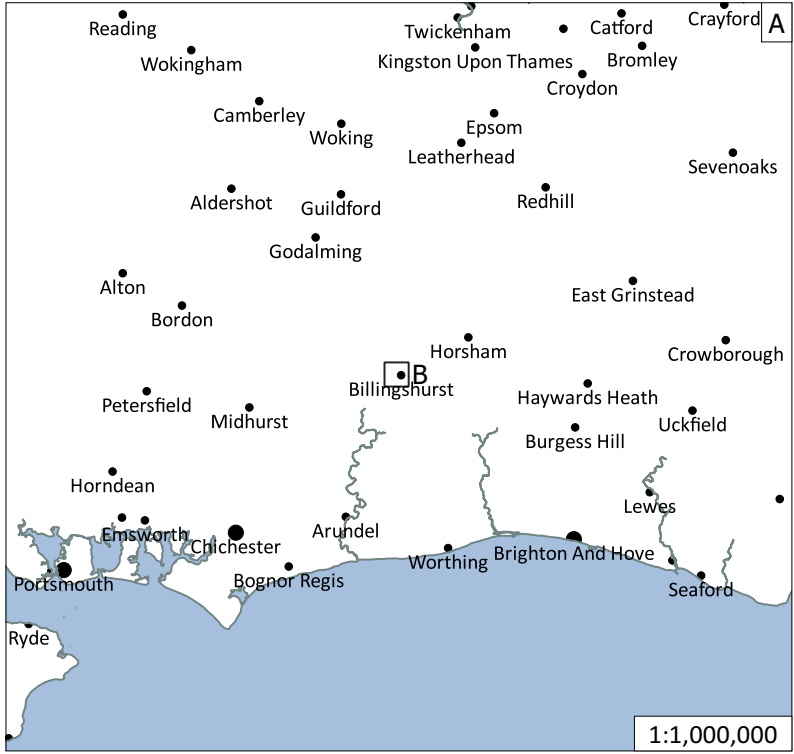 Reading
Twickenham
Catford
Crayford
A
Wokingham
Kingston Upon Thames
Bromley
Croydon
Camberley
Woking
Epsom
Leatherhead
Sevenoaks
Aldershot
Guildford
Redhill
Godalming
Alton
East Grinstead
Bordon
Horsham
Crowborough
B
Billingshurst
Petersfield
Midhurst
Haywards Heath
Uckfield
Burgess Hill
Horndean
Lewes
Emsworth
Chichester
Arundel
Brighton And Hove
Worthing
Portsmouth
Bognor Regis
Seaford
Ryde
1:1,000,000